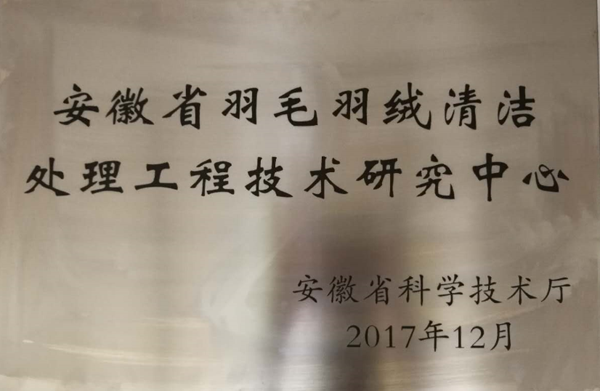 安徽省羽毛羽绒清洁
处理工程技术研究中心
安徽省科学技术厅
2017年12月